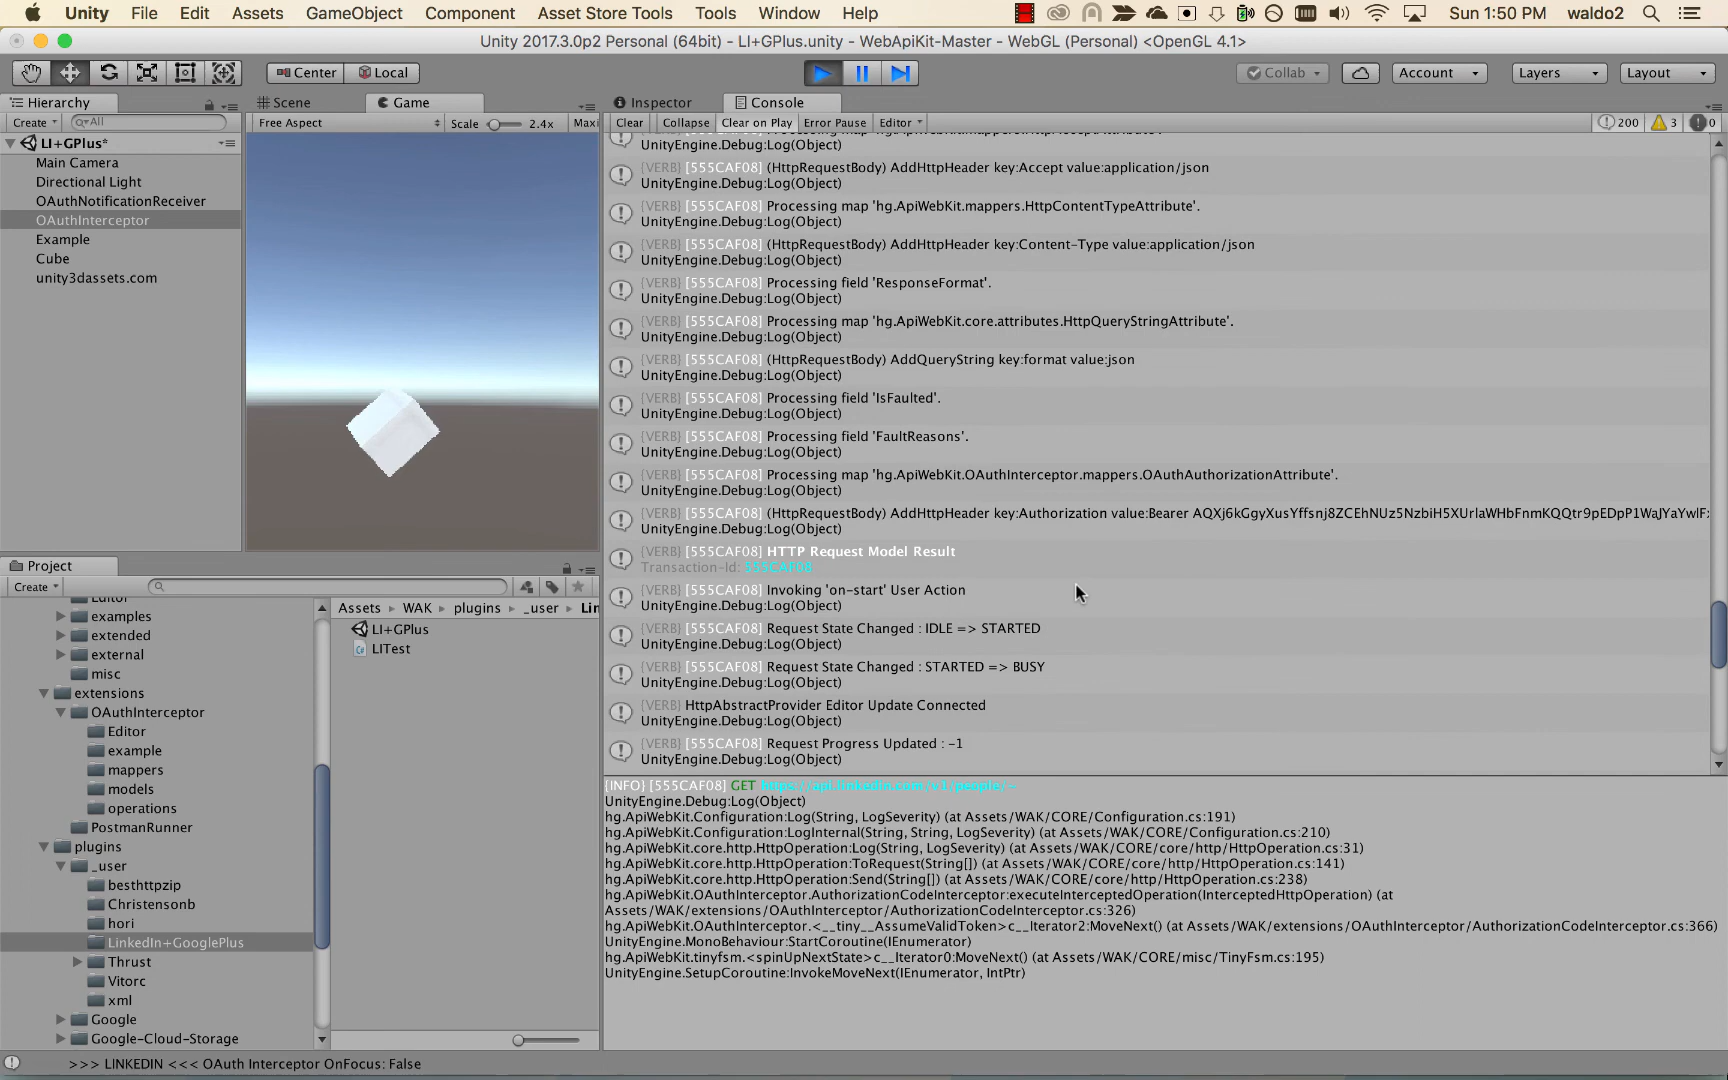 Unity File Edit Assets GameObject Component Asset Store Tools Tools Window Help Sun 1:50 PM waldo2
Unity 2017.3.0p2 Personal (64bit) - LI+GPlus.unity - WebApiKit-Master - WebGL (Personal) <OpenGL 4.1>
Center Local Collab Account Layers Layout
Hierarchy Scene Game Inspector Console
Create All Free Aspect Scale 2.4x Maxi Clear Collapse Clear on Play Error Pause Editor 200 3 0
LI+GPlus*
Main Camera
Directional Light
OAuthNotificationReceiver
OAuthInterceptor
Example
Cube
unity3dassets.com
UnityEngine.Debug:Log(Object)
{VERB} [555CAF08] (HttpRequestBody) AddHttpHeader key:Accept value:application/json
UnityEngine.Debug:Log(Object)
{VERB} [555CAF08] Processing map 'hg.ApiWebKit.mappers.HttpContentTypeAttribute'.
UnityEngine.Debug:Log(Object)
{VERB} [555CAF08] (HttpRequestBody) AddHttpHeader key:Content-Type value:application/json
UnityEngine.Debug:Log(Object)
{VERB} [555CAF08] Processing field 'ResponseFormat'.
UnityEngine.Debug:Log(Object)
{VERB} [555CAF08] Processing map 'hg.ApiWebKit.core.attributes.HttpQueryStringAttribute'.
UnityEngine.Debug:Log(Object)
{VERB} [555CAF08] (HttpRequestBody) AddQueryString key:format value:json
UnityEngine.Debug:Log(Object)
{VERB} [555CAF08] Processing field 'IsFaulted'.
UnityEngine.Debug:Log(Object)
{VERB} [555CAF08] Processing field 'FaultReasons'.
UnityEngine.Debug:Log(Object)
{VERB} [555CAF08] Processing map 'hg.ApiWebKit.OAuthInterceptor.mappers.OAuthAuthorizationAttribute'.
UnityEngine.Debug:Log(Object)
{VERB} [555CAF08] (HttpRequestBody) AddHttpHeader key:Authorization value:Bearer
UnityEngine.Debug:Log(Object)
{VERB} [555CAF08] HTTP Request Model Result
Transaction-Id: 555CAF08
{VERB} [555CAF08] Invoking 'on-start' User Action
UnityEngine.Debug:Log(Object)
{VERB} [555CAF08] Request State Changed : IDLE => STARTED
UnityEngine.Debug:Log(Object)
{VERB} [555CAF08] Request State Changed : STARTED => BUSY
UnityEngine.Debug:Log(Object)
{VERB} HttpAbstractProvider Editor Update Connected
UnityEngine.Debug:Log(Object)
{VERB} [555CAF08] Request Progress Updated : -1
UnityEngine.Debug:Log(Object)
{INFO} [555CAF08] GET https://api.linkedin.com/v1/people/~
UnityEngine.Debug:Log(Object)
hg.ApiWebKit.Configuration:Log(String, LogSeverity) (at Assets/WAK/CORE/Configuration.cs:191)
hg.ApiWebKit.Configuration:LogInternal(String, String, LogSeverity) (at Assets/WAK/CORE/Configuration.cs:210)
hg.ApiWebKit.core.http.HttpOperation:Log(String, LogSeverity) (at Assets/WAK/CORE/core/http/HttpOperation.cs:31)
hg.ApiWebKit.core.http.HttpOperation:ToRequest(String[]) (at Assets/WAK/CORE/core/http/HttpOperation.cs:141)
hg.ApiWebKit.core.http.HttpOperation:Send(String[]) (at Assets/WAK/CORE/core/http/HttpOperation.cs:238)
hg.ApiWebKit.OAuthInterceptor.AuthorizationCodeInterceptor:executeInterceptedOperation(InterceptedHttpOperation) (at
Assets/WAK/extensions/OAuthInterceptor/AuthorizationCodeInterceptor.cs:326)
hg.ApiWebKit.OAuthInterceptor.<__tiny__AssumeValidToken>c__Iterator2:MoveNext() (at Assets/WAK/extensions/OAuthInterceptor/AuthorizationCodeInterceptor.cs:366)
UnityEngine.MonoBehaviour:StartCoroutine(IEnumerator)
hg.ApiWebKit.tinyfsm.<spinUpNextState>c__Iterator0:MoveNext() (at Assets/WAK/CORE/misc/TinyFsm.cs:195)
UnityEngine.SetupCoroutine:InvokeMoveNext(IEnumerator, IntPtr)
Project
Create
Editor
examples
extended
external
misc
extensions
OAuthInterceptor
Editor
example
mappers
models
operations
PostmanRunner
plugins
_user
besthttpzip
Christensonb
hori
LinkedIn+GooglePlus
Thrust
Vitorc
xml
Google
Google-Cloud-Storage
Assets WAK plugins _user Lin
LI+GPlus
LITest
>>> LINKEDIN <<< OAuth Interceptor OnFocus: False